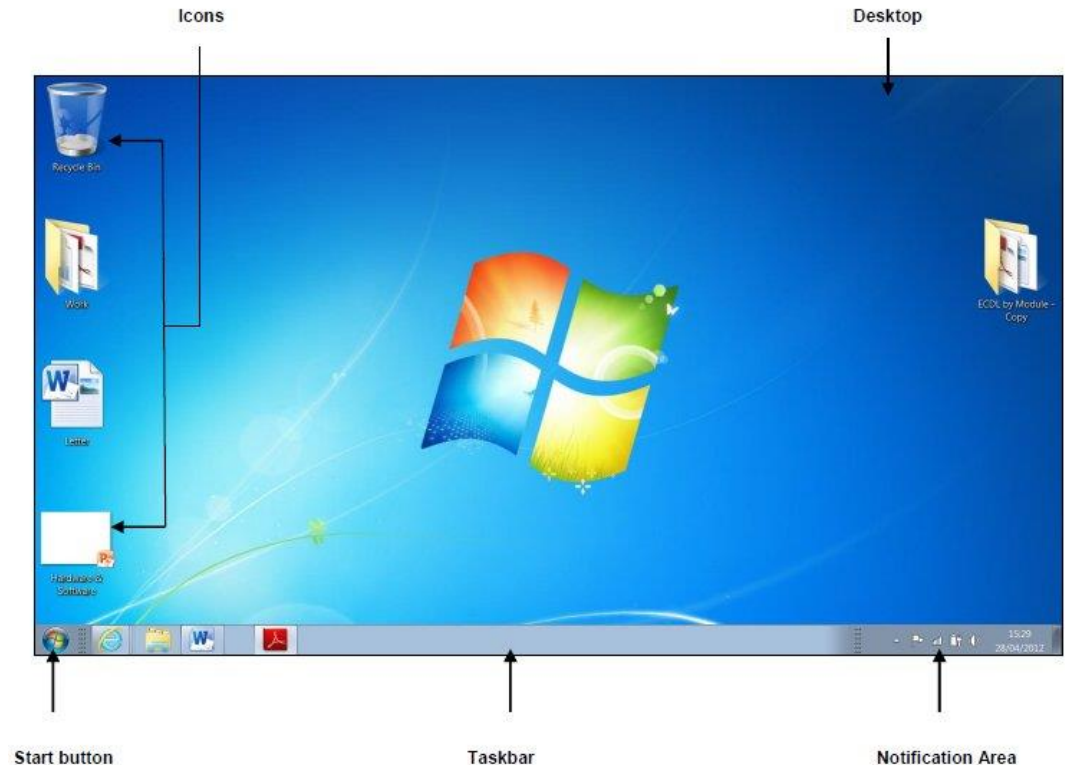 Icons
Desktop
Recycle Bin
Work
ECDL by Module -
Copy
W
Letter
P
Hardware &
Software
W
15:29
28/04/2012
Start button
Taskbar
Notification Area